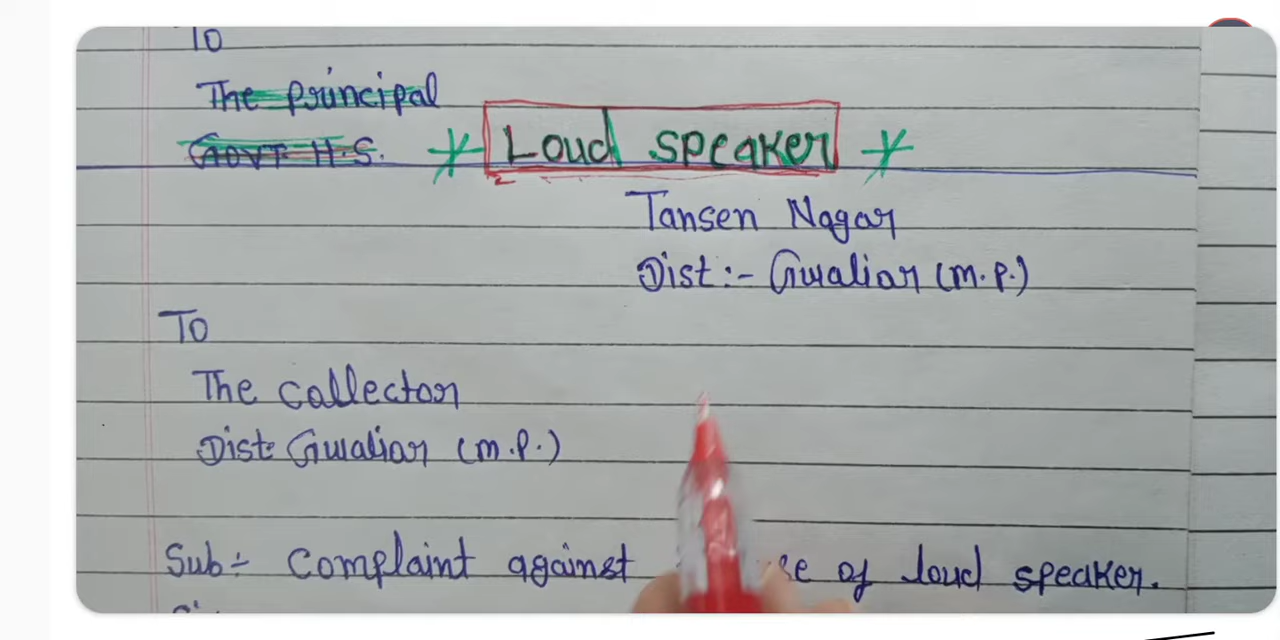 To
The principal
GOVT. H.S.
Loud speaker
Tansen Nagar
Dist :- Gwalior (M.P.)
To
The collector
Dist: Gwalior (M.P.)
Sub:- Complaint against of loud speaker.